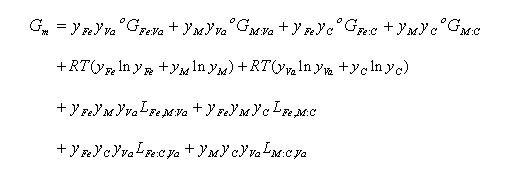 G_m = y_Fe y_Va °G_Fe:Va + y_M y_Va °G_M:Va + y_Fe y_C °G_Fe:C + y_M y_C °G_M:C
+ RT(y_Fe ln y_Fe + y_M ln y_M) + RT(y_Va ln y_Va + y_C ln y_C)
+ y_Fe y_M y_Va L_Fe,M:Va + y_Fe y_M y_C L_Fe,M:C
+ y_Fe y_C y_Va L_Fe:C,Va + y_M y_C y_Va L_M:C,Va